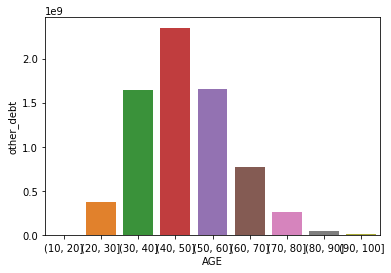 1e9
2.0
1.5
1.0
0.5
0.0
other_debt
(10, 20] (20, 30] (30, 40] (40, 50] (50, 60] (60, 70] (70, 80] (80, 90] (90, 100]
AGE